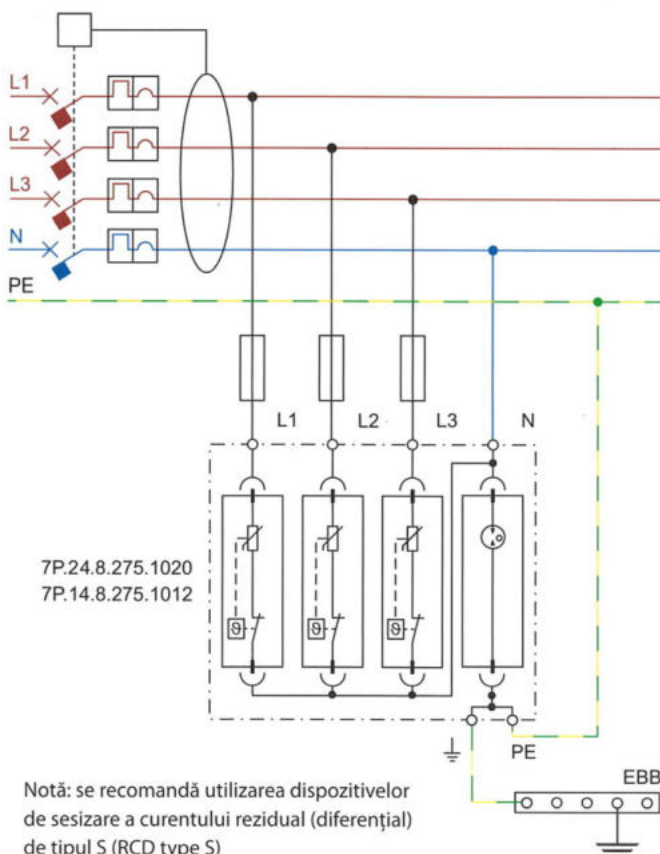 L1
L2
L3
N
PE
L1 L2 L3 N
7P.24.8.275.1020
7P.14.8.275.1012
ϑ ϑ ϑ
PE
EBB
Notă: se recomandă utilizarea dispozitivelor
de sesizare a curentului rezidual (diferențial)
de tipul S (RCD type S)